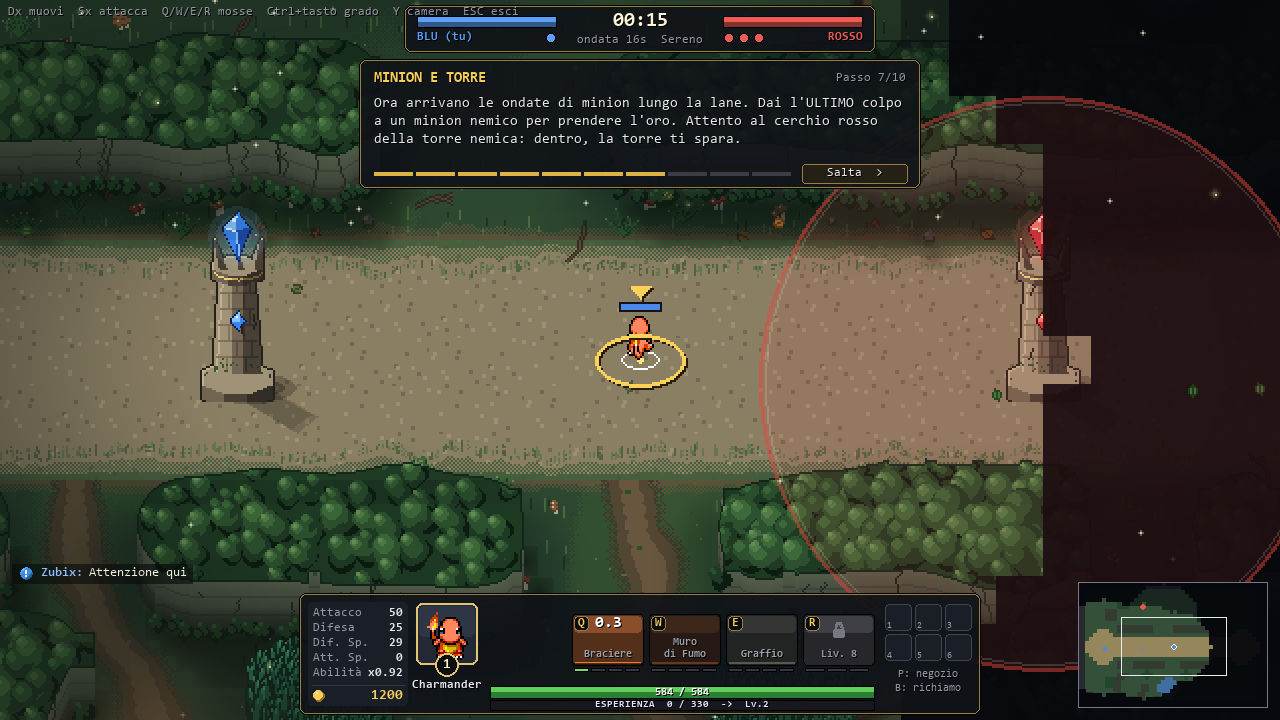 Dx muovi  Sx attacca  Q/W/E/R mosse  Ctrl+tasto grado  Y camera  ESC esci
00:15
BLU (tu)
ondata 16s  Sereno
ROSSO
MINION E TORRE
Passo 7/10
Ora arrivano le ondate di minion lungo la lane. Dai l'ULTIMO colpo
a un minion nemico per prendere l'oro. Attento al cerchio rosso
della torre nemica: dentro, la torre ti spara.
Salta >
Zubix: Attenzione qui
Attacco 50
Difesa 25
Dif. Sp. 29
Att. Sp. 0
Abilità x0.92
1200
1
Charmander
Q 0.3
Braciere
W
Muro
di Fumo
E
Graffio
R
Liv. 8
1 2 3
4 5 6
P: negozio
B: richiamo
584 / 584
ESPERIENZA 0 / 330 -> Lv.2